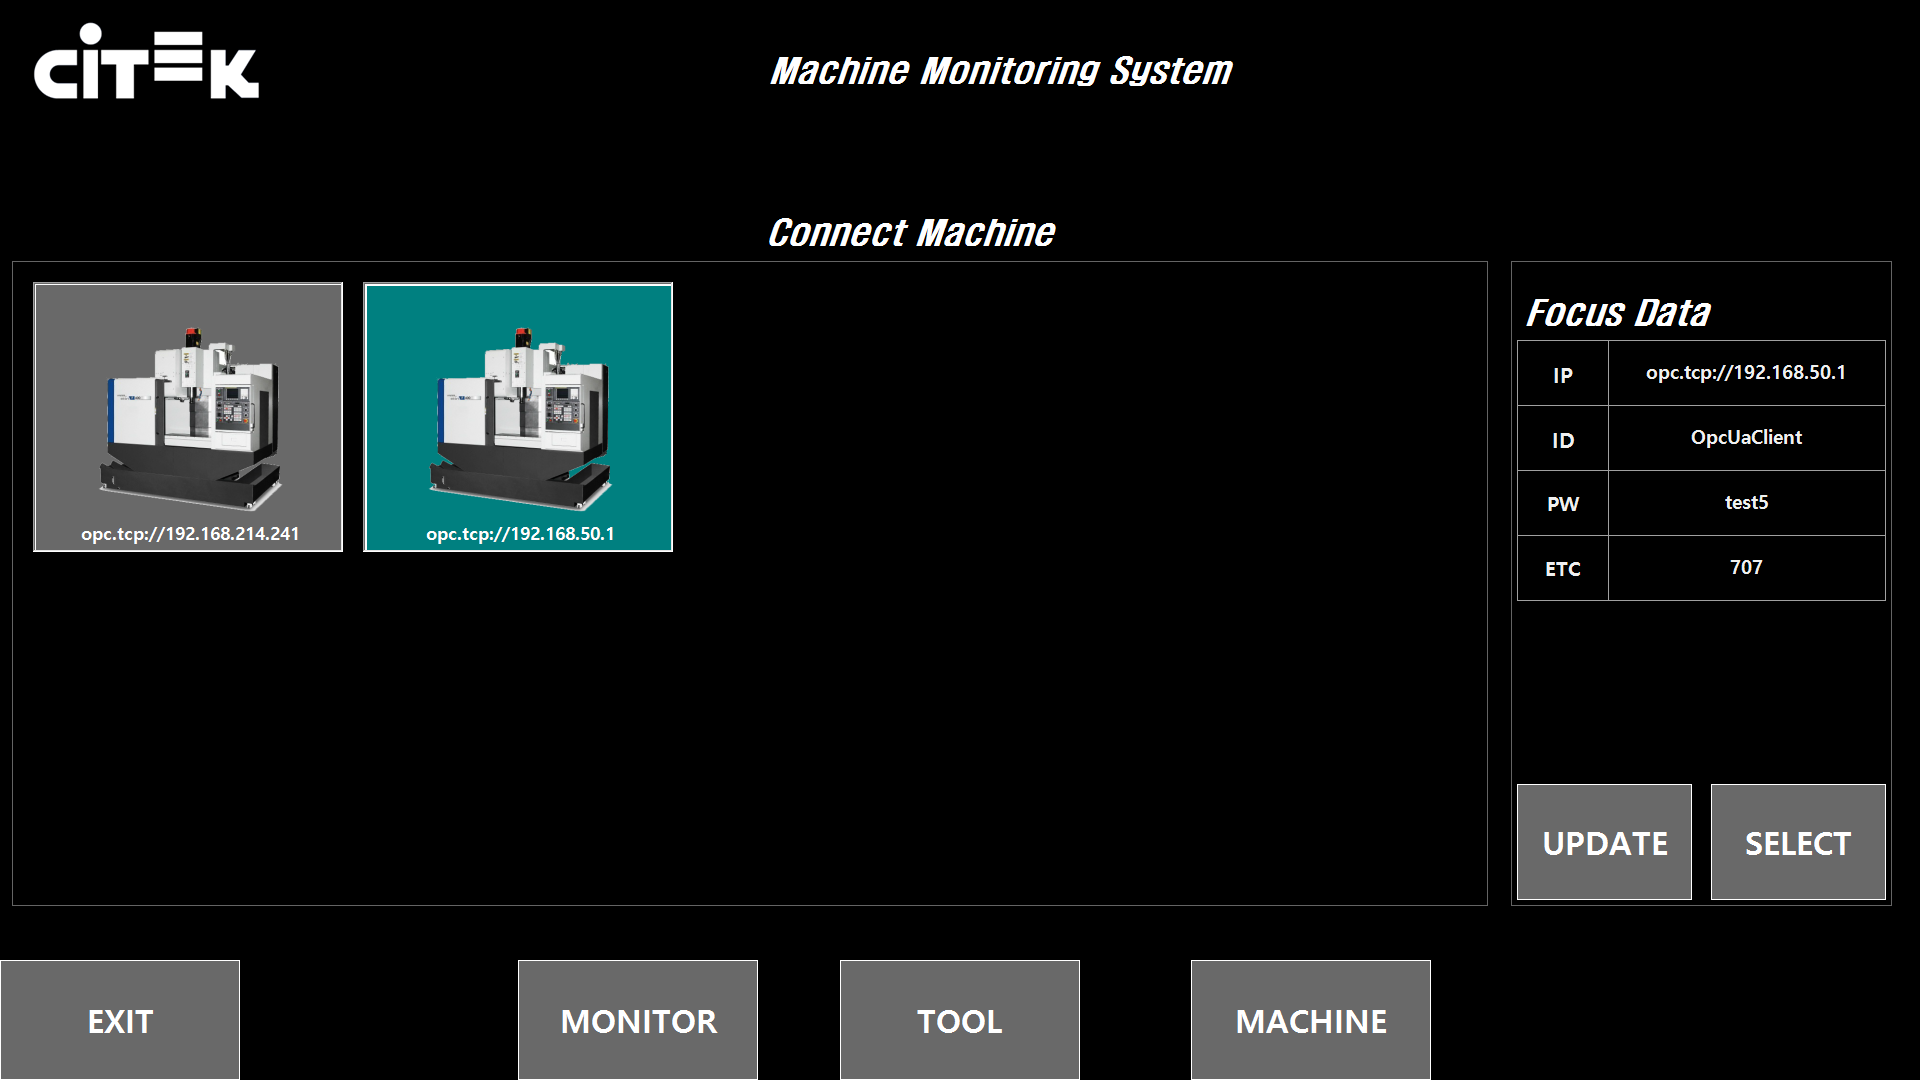 CiTEK
Machine Monitoring System
Connect Machine
opc.tcp://192.168.214.241
opc.tcp://192.168.50.1
Focus Data
IP
opc.tcp://192.168.50.1
ID
OpcUaClient
PW
test5
ETC
707
UPDATE
SELECT
EXIT
MONITOR
TOOL
MACHINE